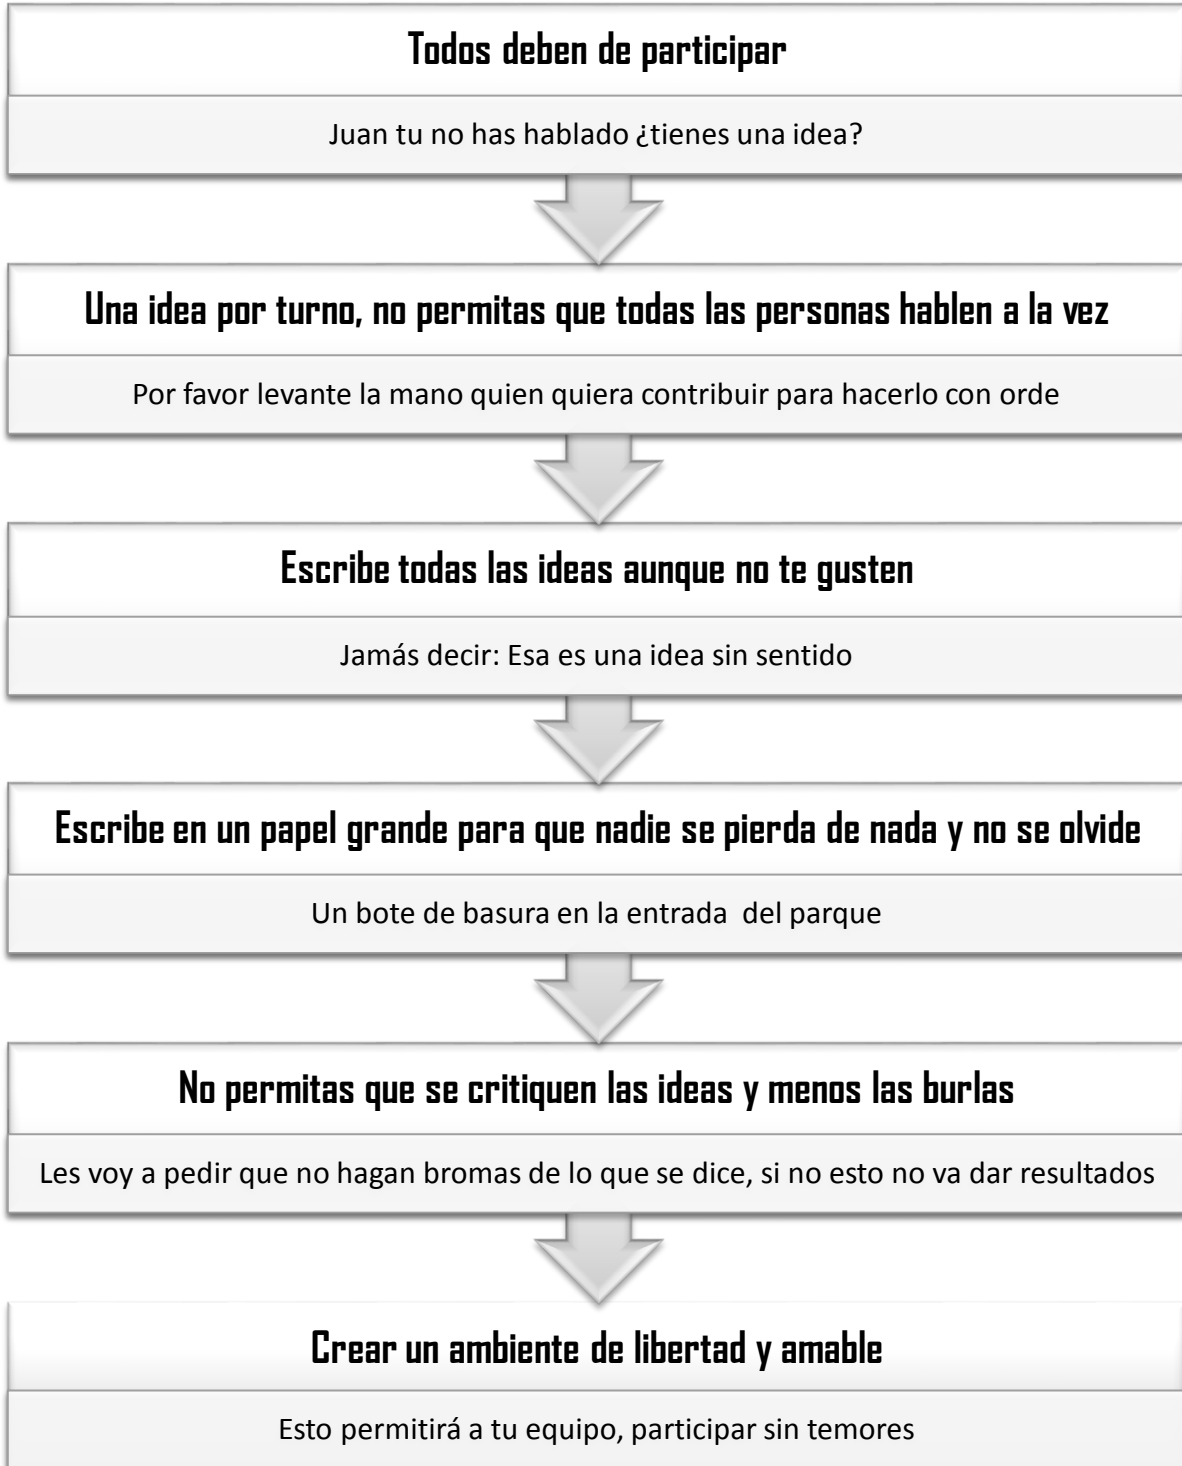 Todos deben de participar
Juan tu no has hablado ¿tienes una idea?
Una idea por turno, no permitas que todas las personas hablen a la vez
Por favor levante la mano quien quiera contribuir para hacerlo con orde
Escribe todas las ideas aunque no te gusten
Jamás decir: Esa es una idea sin sentido
Escribe en un papel grande para que nadie se pierda de nada y no se olvide
Un bote de basura en la entrada  del parque
No permitas que se critiquen las ideas y menos las burlas
Les voy a pedir que no hagan bromas de lo que se dice, si no esto no va dar resultados
Crear un ambiente de libertad y amable
Esto permitirá a tu equipo, participar sin temores